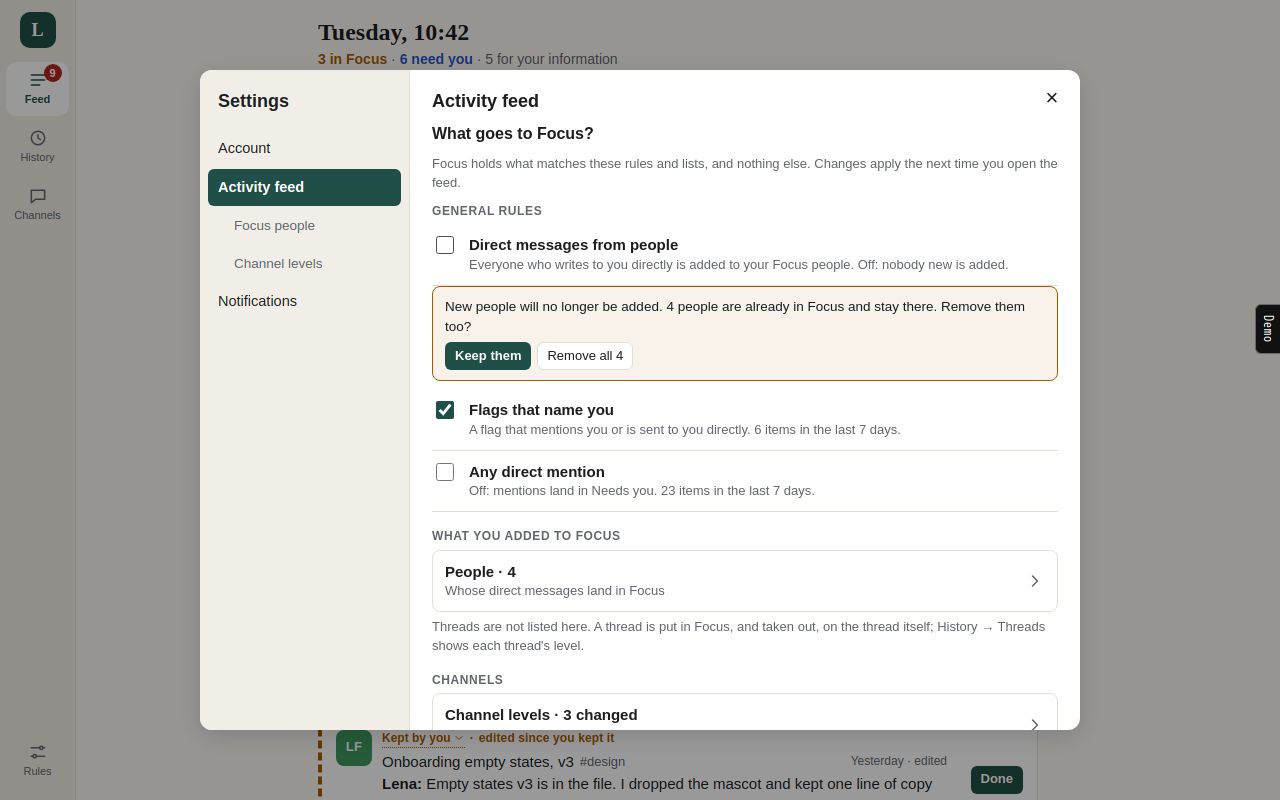 L
Tuesday, 10:42
3 in Focus · 6 need you · 5 for your information
9
Feed
History
Channels
Rules
Settings
Account
Activity feed
Focus people
Channel levels
Notifications
Activity feed
×
What goes to Focus?
Focus holds what matches these rules and lists, and nothing else. Changes apply the next time you open the
feed.
GENERAL RULES
Direct messages from people
Everyone who writes to you directly is added to your Focus people. Off: nobody new is added.
New people will no longer be added. 4 people are already in Focus and stay there. Remove them
too?
Keep them
Remove all 4
Flags that name you
A flag that mentions you or is sent to you directly. 6 items in the last 7 days.
Any direct mention
Off: mentions land in Needs you. 23 items in the last 7 days.
WHAT YOU ADDED TO FOCUS
People · 4
Whose direct messages land in Focus
Threads are not listed here. A thread is put in Focus, and taken out, on the thread itself; History → Threads
shows each thread's level.
CHANNELS
Channel levels · 3 changed
Demo
LF
Kept by you · edited since you kept it
Onboarding empty states, v3 #design
Yesterday · edited
Lena: Empty states v3 is in the file. I dropped the mascot and kept one line of copy
Done